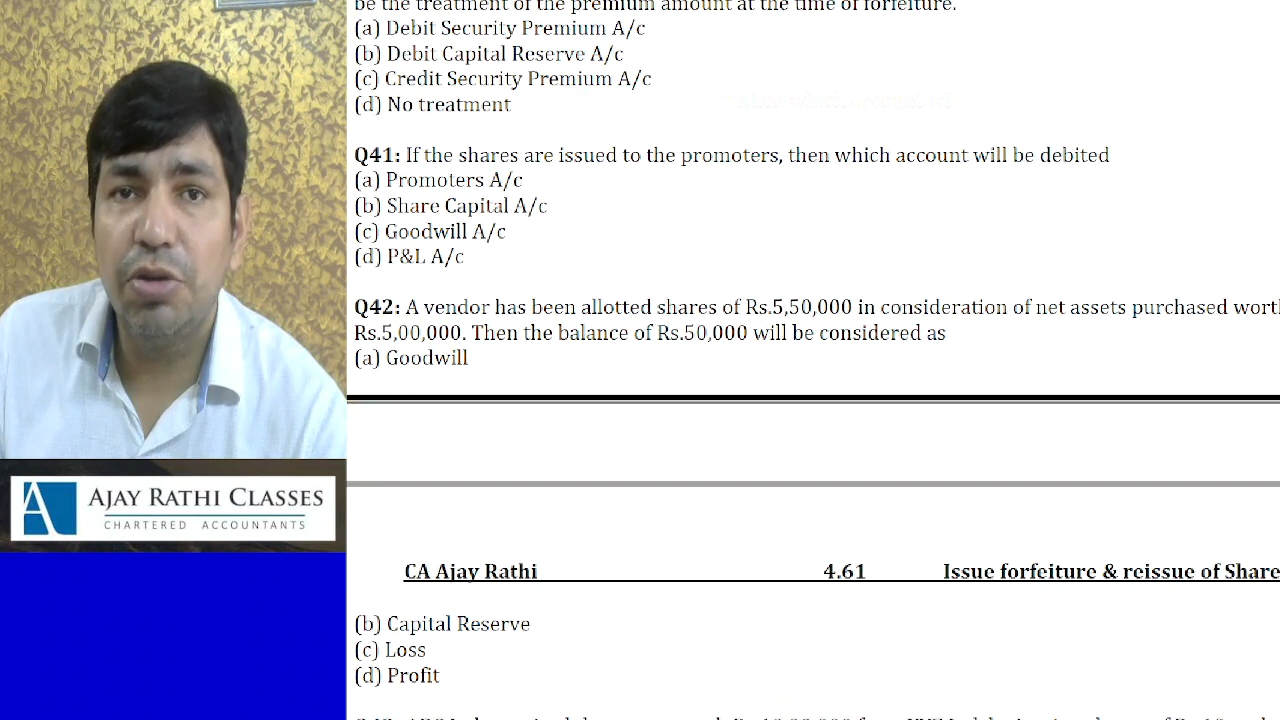 be the treatment of the premium amount at the time of forfeiture.
(a) Debit Security Premium A/c
(b) Debit Capital Reserve A/c
(c) Credit Security Premium A/c
(d) No treatment
Q41: If the shares are issued to the promoters, then which account will be debited
(a) Promoters A/c
(b) Share Capital A/c
(c) Goodwill A/c
(d) P&L A/c
Q42: A vendor has been allotted shares of Rs.5,50,000 in consideration of net assets purchased wort
Rs.5,00,000. Then the balance of Rs.50,000 will be considered as
(a) Goodwill
AJAY RATHI CLASSES
CHARTERED ACCOUNTANTS
CA Ajay Rathi 4.61 Issue forfeiture & reissue of Share
(b) Capital Reserve
(c) Loss
(d) Profit